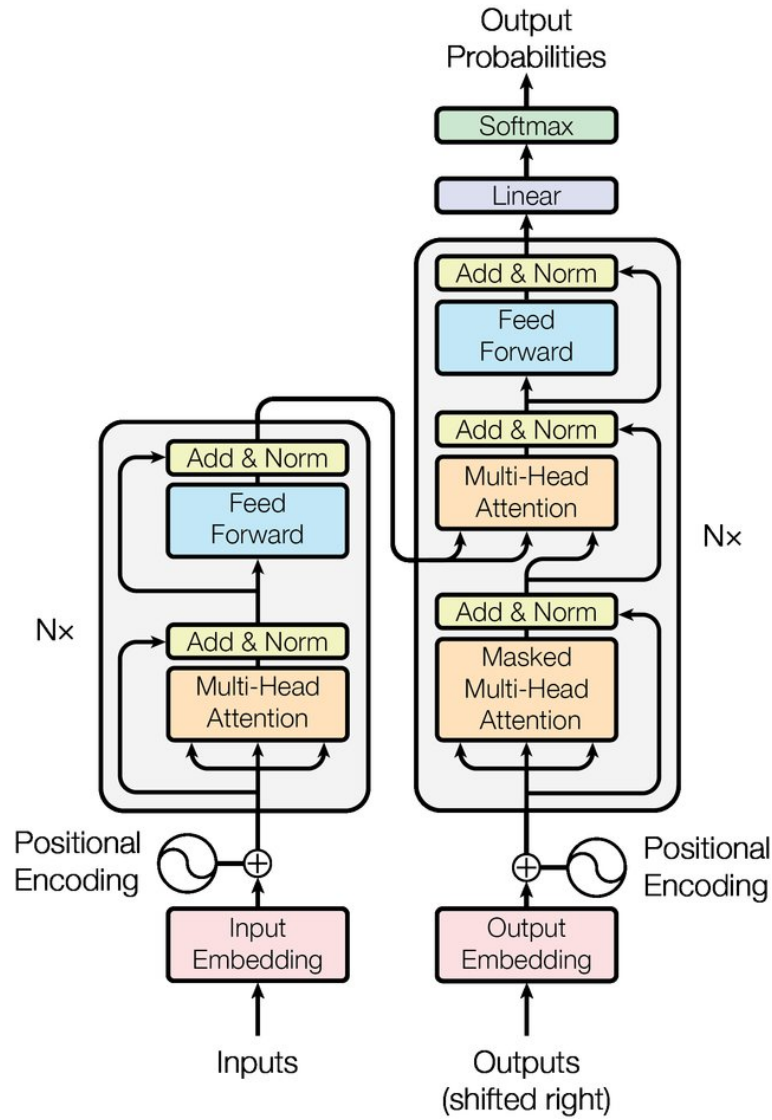 Output
Probabilities
Softmax
Linear
Add & Norm
Feed
Forward
Add & Norm
Multi-Head
Attention
Add & Norm
Masked
Multi-Head
Attention
N×
Add & Norm
Feed
Forward
Add & Norm
Multi-Head
Attention
N×
Positional
Encoding
Positional
Encoding
Input
Embedding
Output
Embedding
Inputs
Outputs
(shifted right)